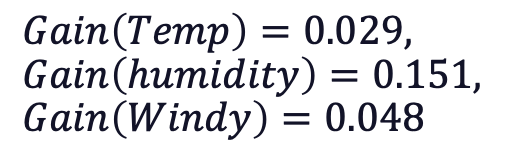 Gain(Temp) = 0.029,
Gain(humidity) = 0.151,
Gain(Windy) = 0.048